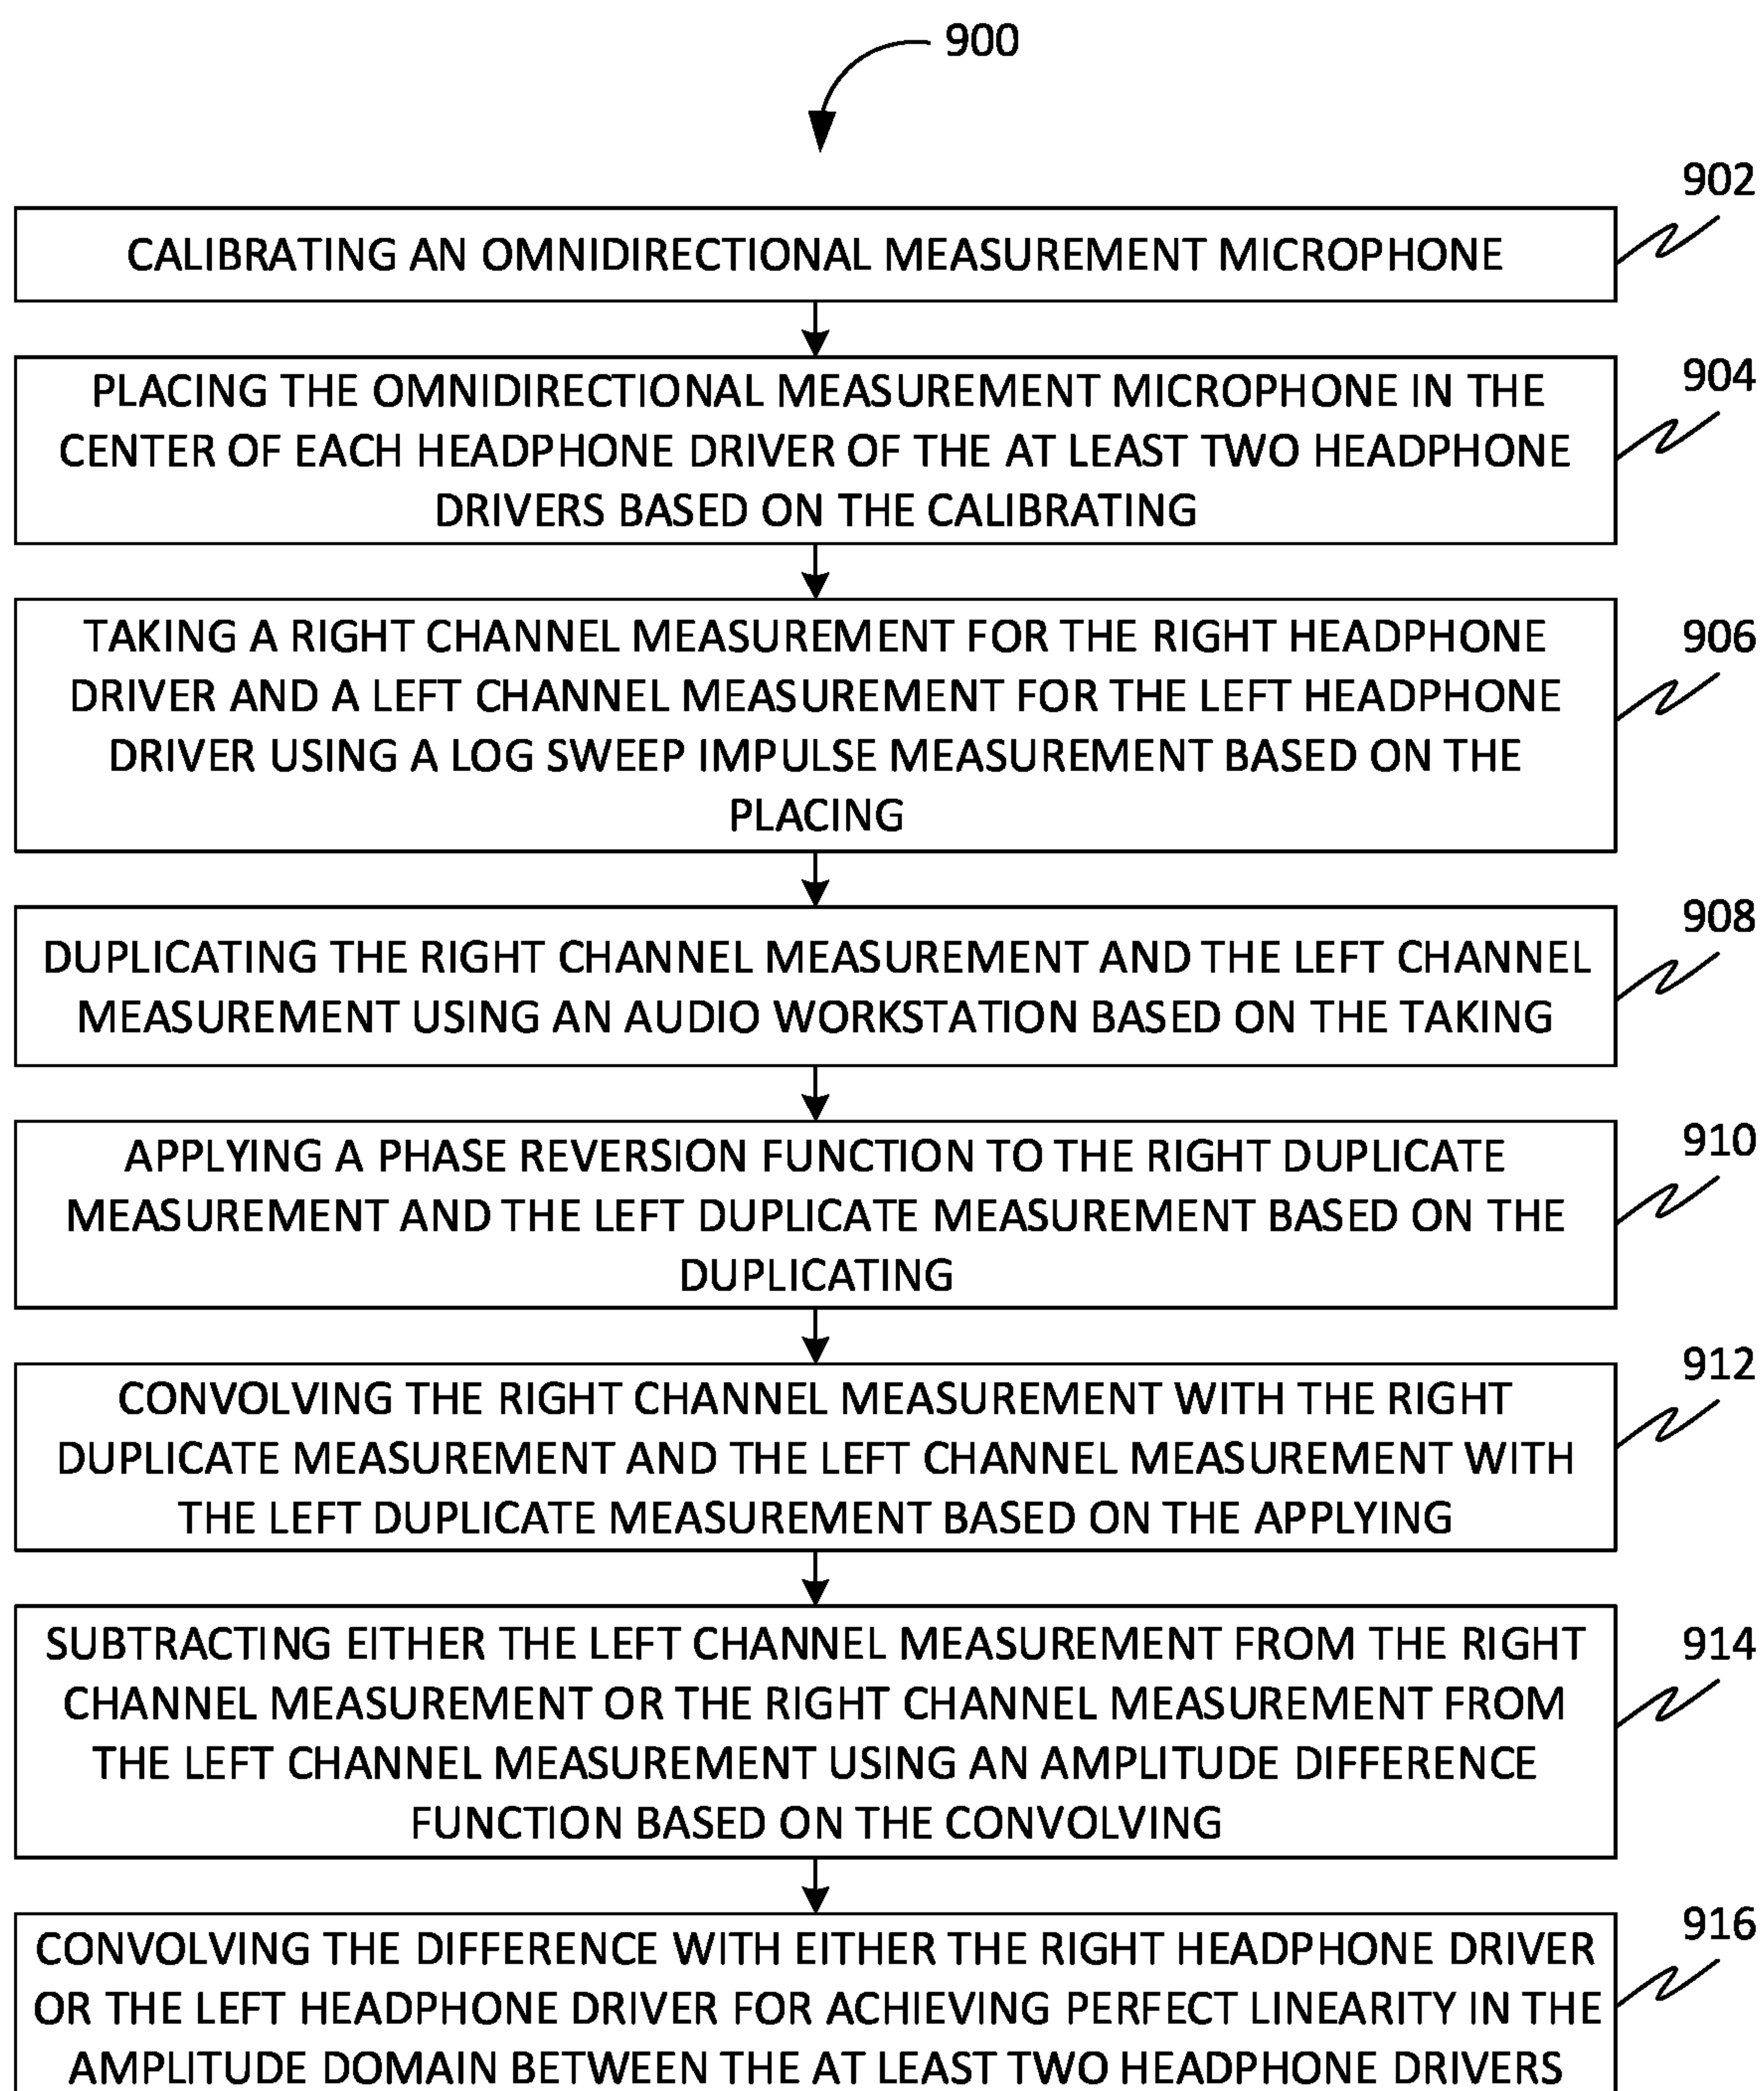 900
902
CALIBRATING AN OMNIDIRECTIONAL MEASUREMENT MICROPHONE
904
PLACING THE OMNIDIRECTIONAL MEASUREMENT MICROPHONE IN THE
CENTER OF EACH HEADPHONE DRIVER OF THE AT LEAST TWO HEADPHONE
DRIVERS BASED ON THE CALIBRATING
906
TAKING A RIGHT CHANNEL MEASUREMENT FOR THE RIGHT HEADPHONE
DRIVER AND A LEFT CHANNEL MEASUREMENT FOR THE LEFT HEADPHONE
DRIVER USING A LOG SWEEP IMPULSE MEASUREMENT BASED ON THE
PLACING
908
DUPLICATING THE RIGHT CHANNEL MEASUREMENT AND THE LEFT CHANNEL
MEASUREMENT USING AN AUDIO WORKSTATION BASED ON THE TAKING
910
APPLYING A PHASE REVERSION FUNCTION TO THE RIGHT DUPLICATE
MEASUREMENT AND THE LEFT DUPLICATE MEASUREMENT BASED ON THE
DUPLICATING
912
CONVOLVING THE RIGHT CHANNEL MEASUREMENT WITH THE RIGHT
DUPLICATE MEASUREMENT AND THE LEFT CHANNEL MEASUREMENT WITH
THE LEFT DUPLICATE MEASUREMENT BASED ON THE APPLYING
914
SUBTRACTING EITHER THE LEFT CHANNEL MEASUREMENT FROM THE RIGHT
CHANNEL MEASUREMENT OR THE RIGHT CHANNEL MEASUREMENT FROM
THE LEFT CHANNEL MEASUREMENT USING AN AMPLITUDE DIFFERENCE
FUNCTION BASED ON THE CONVOLVING
916
CONVOLVING THE DIFFERENCE WITH EITHER THE RIGHT HEADPHONE DRIVER
OR THE LEFT HEADPHONE DRIVER FOR ACHIEVING PERFECT LINEARITY IN THE
AMPLITUDE DOMAIN BETWEEN THE AT LEAST TWO HEADPHONE DRIVERS